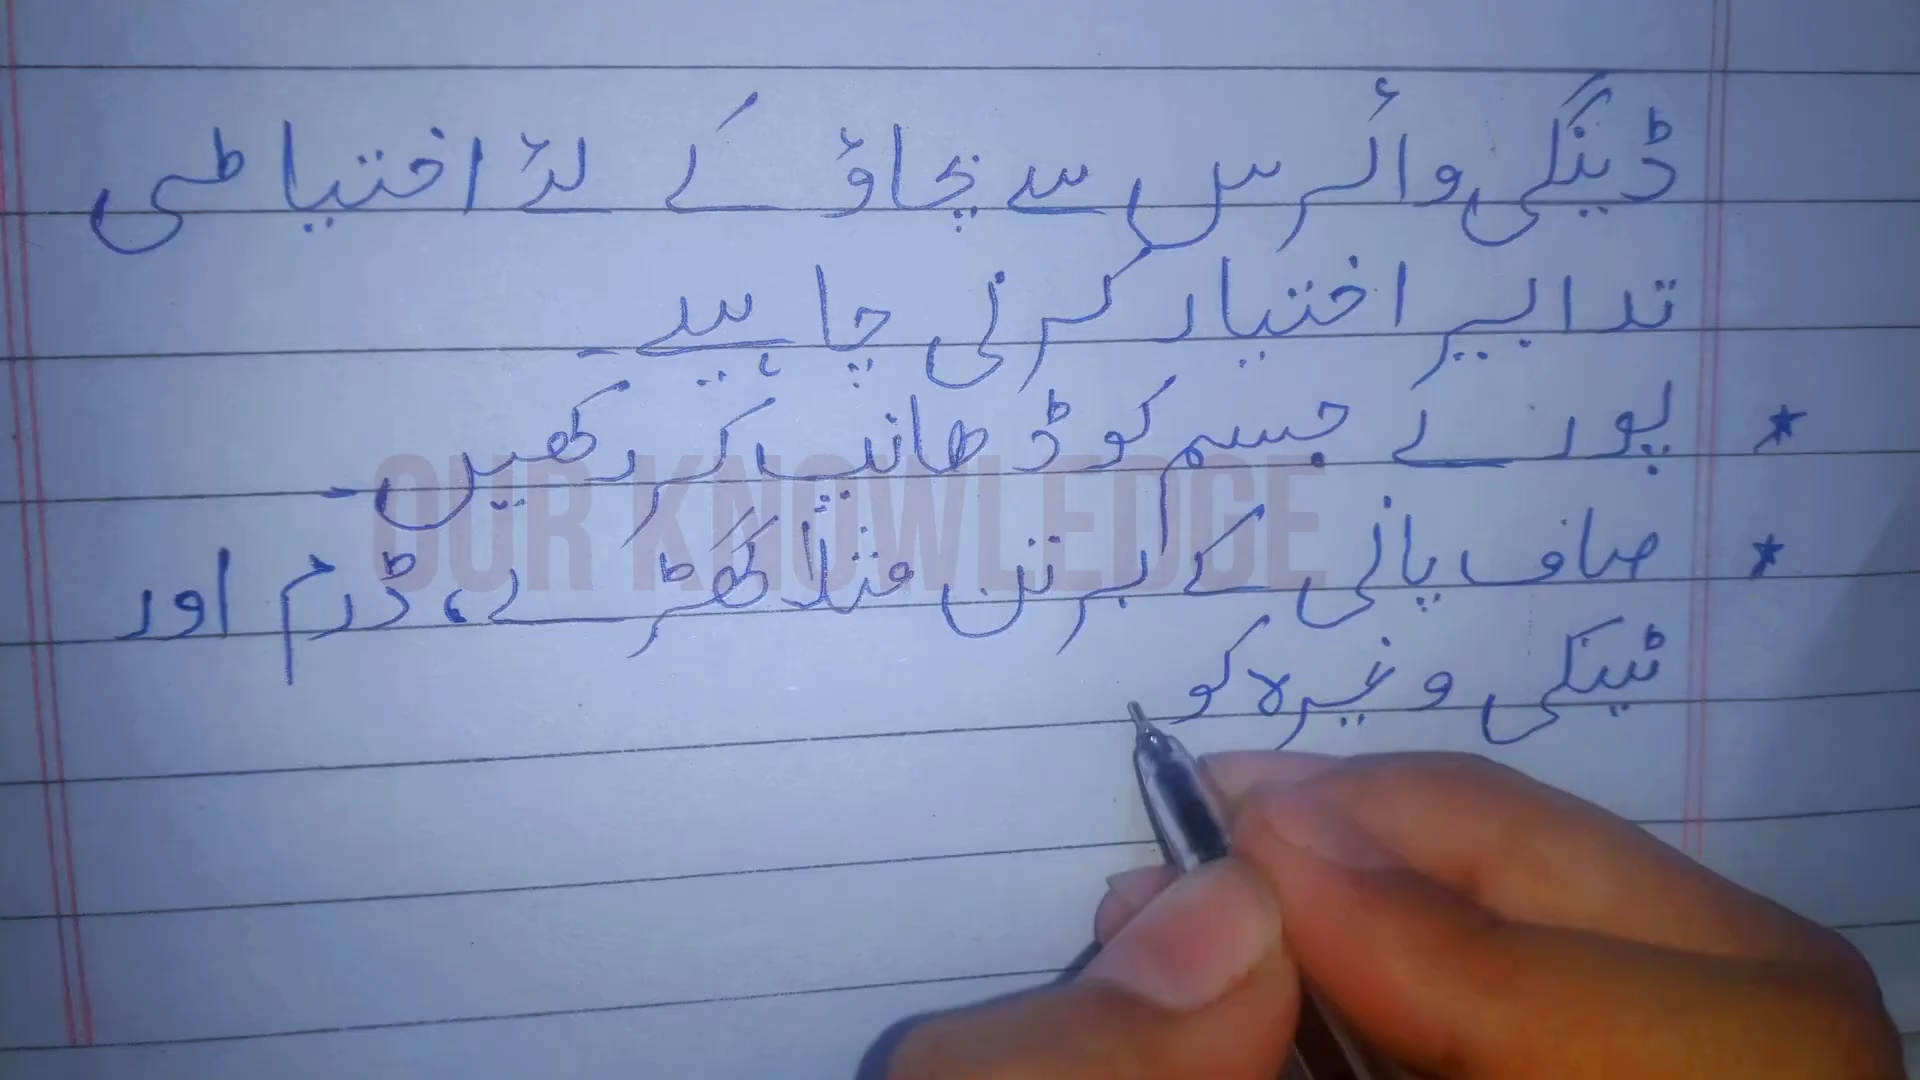 ڈینگی وائرس سے بچاؤ کے لئے اختیاطی
تدابیر اختیار کرنی چاہیے۔
★ پورے جسم کو ڈھانپ کر رکھیں۔
OUR KNOWLEDGE
★ صاف پانی کے برتن مثلاً گھڑے، ڈرم اور
ٹینکی وغیرہ کو